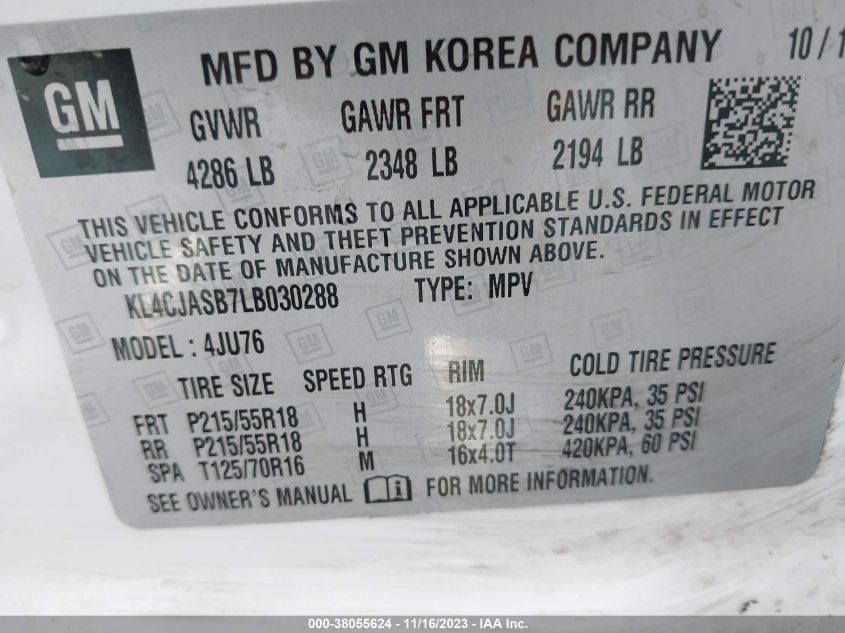 GM
MFD BY GM KOREA COMPANY 10/1
GVWR GAWR FRT GAWR RR
4286 LB 2348 LB 2194 LB
THIS VEHICLE CONFORMS TO ALL APPLICABLE U.S. FEDERAL MOTOR
VEHICLE SAFETY AND THEFT PREVENTION STANDARDS IN EFFECT
ON THE DATE OF MANUFACTURE SHOWN ABOVE.
KL4CJASB7LB030288 TYPE: MPV
MODEL : 4JU76
TIRE SIZE SPEED RTG RIM COLD TIRE PRESSURE
FRT P215/55R18 H 18x7.0J 240KPA, 35 PSI
RR P215/55R18 H 18x7.0J 240KPA, 35 PSI
SPA T125/70R16 M 16x4.0T 420KPA, 60 PSI
SEE OWNER'S MANUAL FOR MORE INFORMATION.
000-38055624 - 11/16/2023 - IAA Inc.